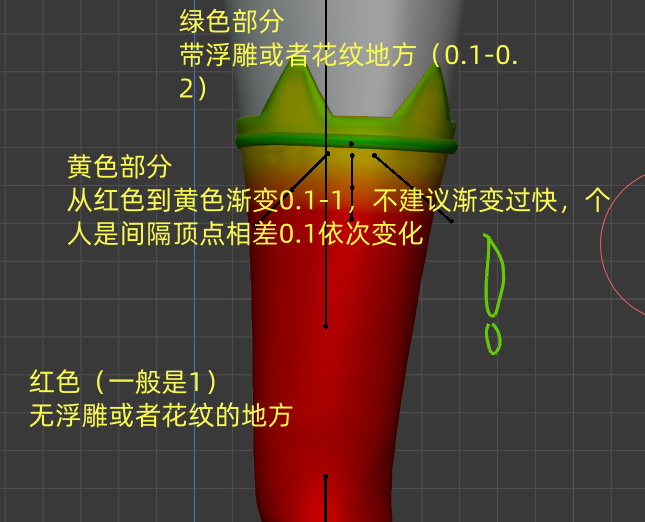 绿色部分
带浮雕或者花纹地方（0.1-0.
2）
黄色部分
从红色到黄色渐变0.1-1，不建议渐变过快，个
人是间隔顶点相差0.1依次变化
红色（一般是1）
无浮雕或者花纹的地方